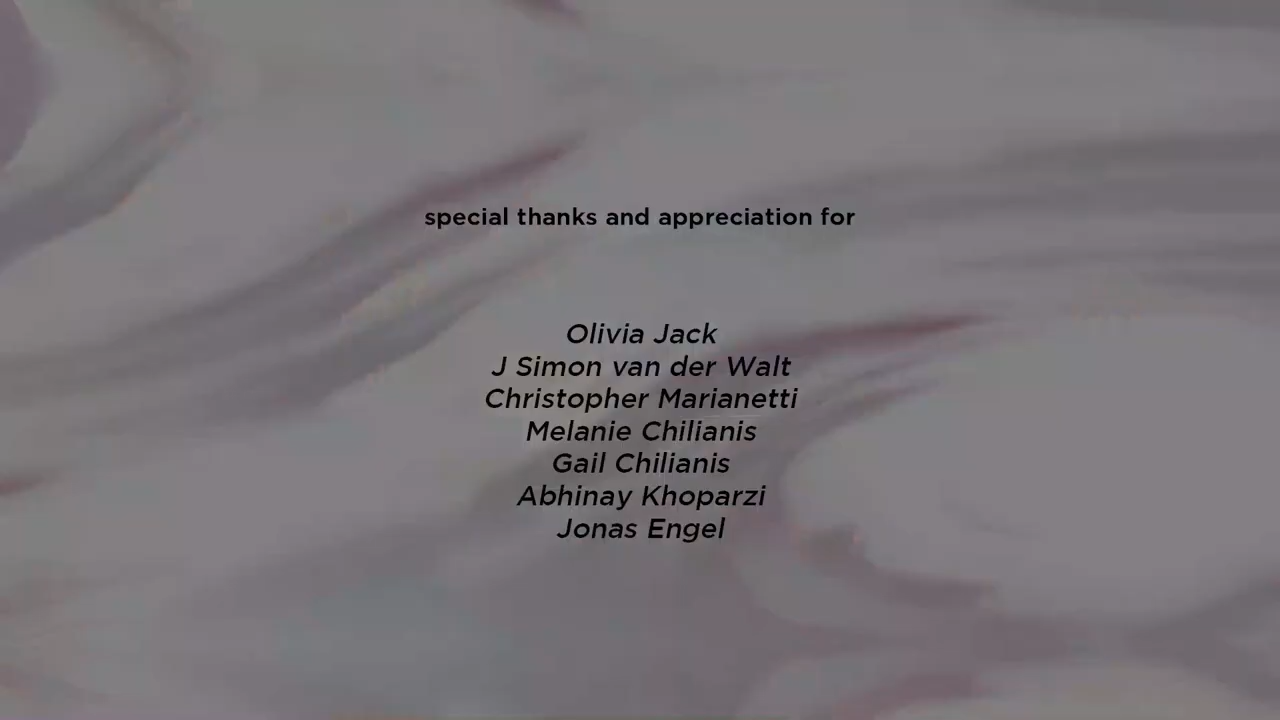 special thanks and appreciation for
Olivia Jack
J Simon van der Walt
Christopher Marianetti
Melanie Chilianis
Gail Chilianis
Abhinay Khoparzi
Jonas Engel